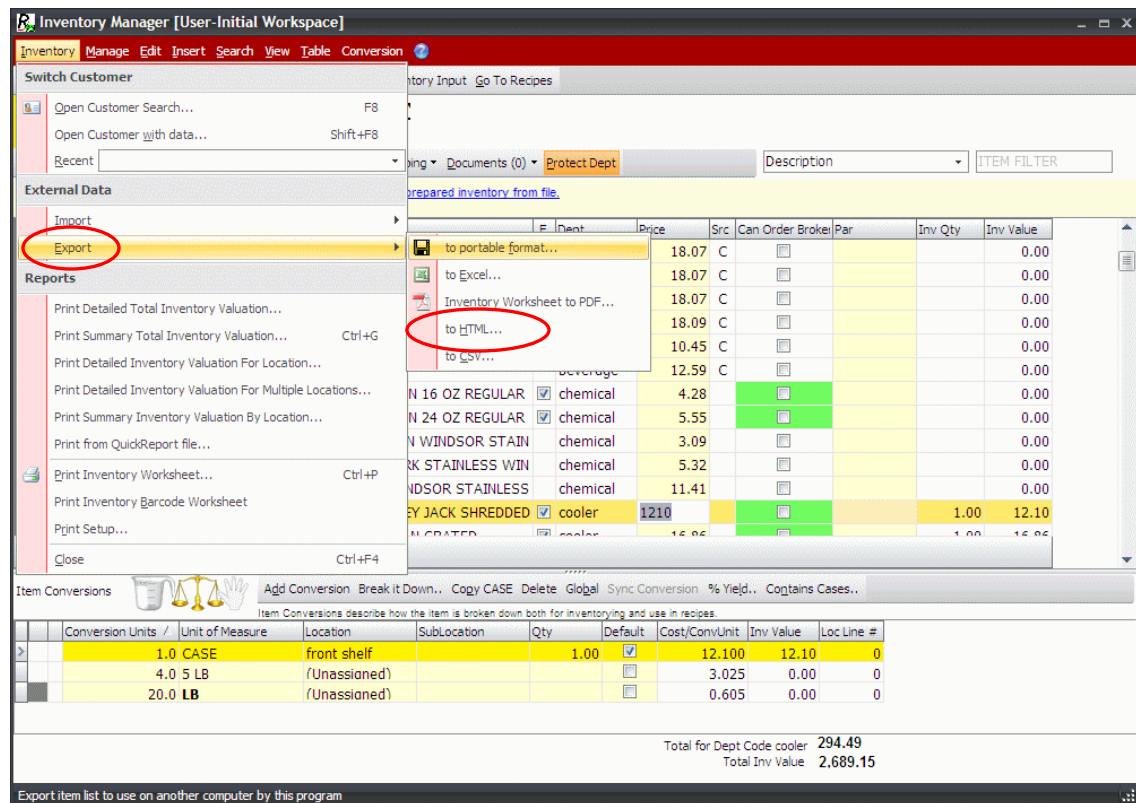 Inventory Manager [User-Initial Workspace]
Inventory Manage Edit Insert Search View Table Conversion
Switch Customer
Input Go To Recipes
Open Customer Search... F8
Open Customer with data... Shift+F8
Recent
Documents (0) Protect Dept Description ITEM FILTER
External Data
prepared inventory from file.
Import
Dept Price Src Can Order Broker Par Inv Qty Inv Value
Export
to portable format... 18.07 C 0.00
Reports
to Excel... 18.07 C 0.00
Inventory Worksheet to PDF... 18.07 C 0.00
Print Detailed Total Inventory Valuation...
to HTML... 18.09 C 0.00
Print Summary Total Inventory Valuation... Ctrl+G
to CSV... 10.45 C 0.00
Print Detailed Inventory Valuation For Location...
beverage 12.59 C 0.00
Print Detailed Inventory Valuation For Multiple Locations...
N 16 OZ REGULAR chemical 4.28 0.00
Print Summary Inventory Valuation By Location...
N 24 OZ REGULAR chemical 5.55 0.00
Print from QuickReport file...
N WINDSOR STAIN chemical 3.09 0.00
Print Inventory Worksheet... Ctrl+P
RK STAINLESS WIN chemical 5.32 0.00
Print Inventory Barcode Worksheet
NDSOR STAINLESS chemical 11.41 0.00
EY JACK SHREDDED cooler 1210 1.00 12.10
Print Setup...
cooler 16.86 1.00 16.86
Close Ctrl+F4
Item Conversions Add Conversion Break it Down.. Copy CASE Delete Global Sync Conversion % Yield.. Contains Cases..
Item Conversions describe how the item is broken down both for inventorying and use in recipes.
Conversion Units Unit of Measure Location SubLocation Qty Default Cost/ConvUnit Inv Value Loc Line #
1.0 CASE front shelf 1.00 12.100 12.10 0
4.0 5 LB (Unassigned) 3.025 0.00 0
20.0 LB (Unassigned) 0.605 0.00 0
Total for Dept Code cooler 294.49
Total Inv Value 2,689.15
Export item list to use on another computer by this program